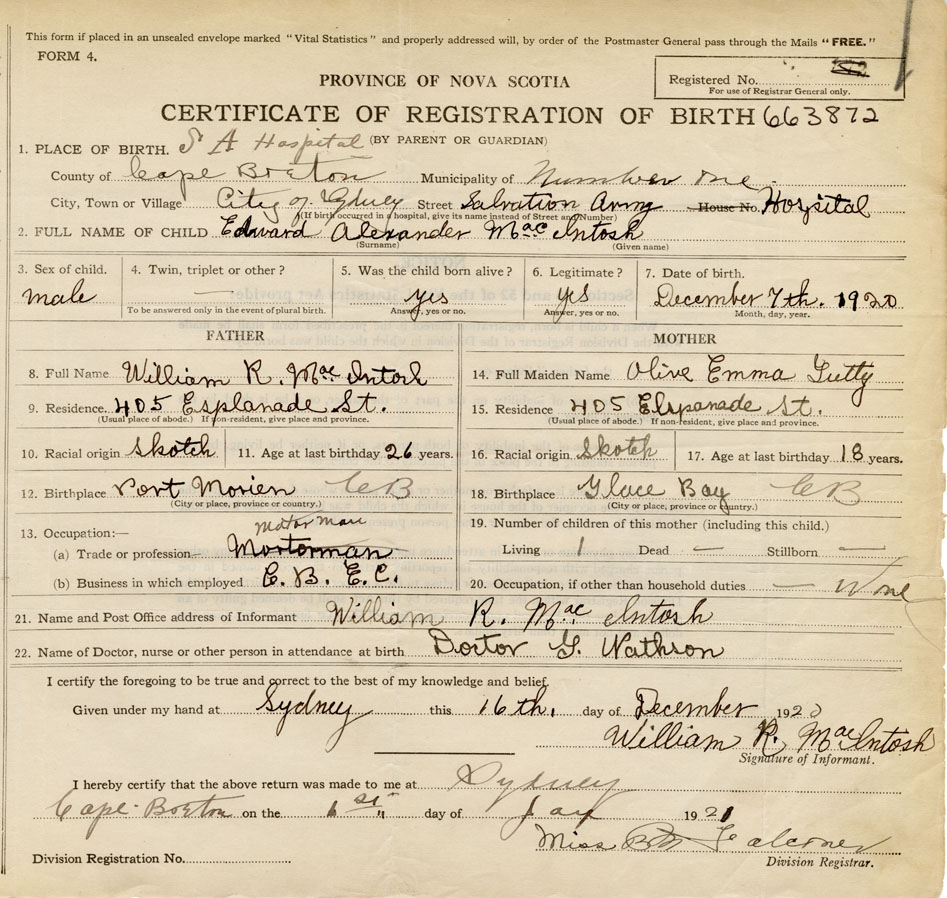 This form if placed in an unsealed envelope marked "Vital Statistics" and properly addressed will, by order of the Postmaster General pass through the Mails "FREE."
FORM 4.
PROVINCE OF NOVA SCOTIA
Registered No.
For use of Registrar General only.
CERTIFICATE OF REGISTRATION OF BIRTH 663872
(BY PARENT OR GUARDIAN)
1. PLACE OF BIRTH. S A Hospital
County of Cape Breton Municipality of Number one
City, Town or Village City of Sydney Street Salvation Army House No. Hospital
(If birth occurred in a hospital, give its name instead of Street and Number)
2. FULL NAME OF CHILD Edward Alexander MacIntosh
(Surname) (Given name)
3. Sex of child. 4. Twin, triplet or other? 5. Was the child born alive? 6. Legitimate? 7. Date of birth.
male — yes yes December 7th. 1920
To be answered only in the event of plural birth. Answer, yes or no. Answer, yes or no. Month, day, year.
FATHER
8. Full Name William R. MacIntosh
9. Residence. 405 Esplanade St.
(Usual place of abode.) If non-resident, give place and province.
10. Racial origin Skotch 11. Age at last birthday 26 years.
12. Birthplace Port Morien CB
(City or place, province or country.)
13. Occupation:— Motor Man
(a) Trade or profession— Mortorman
(b) Business in which employed C. B. E. C.
MOTHER
14. Full Maiden Name Olive Emma Tutty
15. Residence 405 Elspanade St.
(Usual place of abode.) If non-resident, give place and province.
16. Racial origin Skotch 17. Age at last birthday 18 years.
18. Birthplace Glace Bay CB
(City or place, province or country.)
19. Number of children of this mother (including this child.)
Living 1 Dead — Stillborn —
20. Occupation, if other than household duties — None
21. Name and Post Office address of Informant William R. MacIntosh
22. Name of Doctor, nurse or other person in attendance at birth Doctor G. Wathson
I certify the foregoing to be true and correct to the best of my knowledge and belief.
Given under my hand at Sydney this 16th. day of December 1920
William R. MacIntosh
Signature of Informant.
I hereby certify that the above return was made to me at Sydney
Cape Breton on the day of Jany 1921
Miss
Division Registration No. Division Registrar.